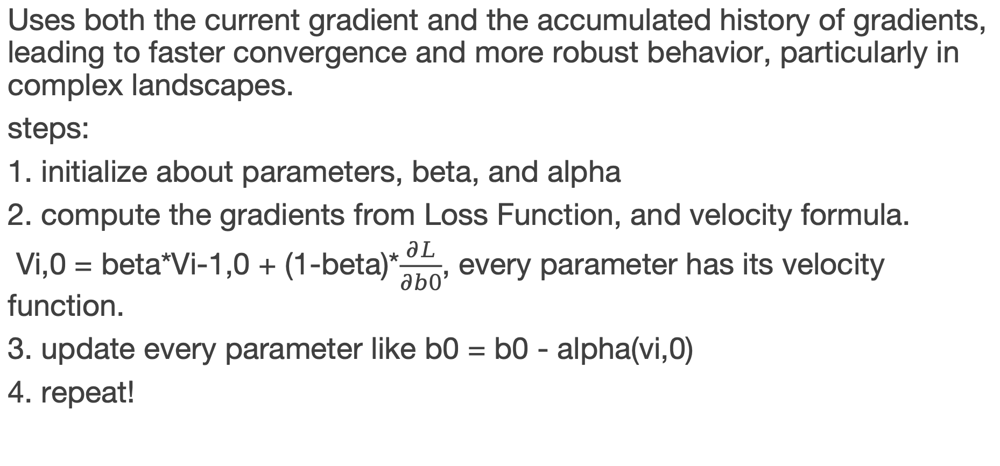 Uses both the current gradient and the accumulated history of gradients,
leading to faster convergence and more robust behavior, particularly in
complex landscapes.
steps:
1. initialize about parameters, beta, and alpha
2. compute the gradients from Loss Function, and velocity formula.
Vi,0 = beta*Vi-1,0 + (1-beta)*∂L/∂b0, every parameter has its velocity
function.
3. update every parameter like b0 = b0 - alpha(vi,0)
4. repeat!